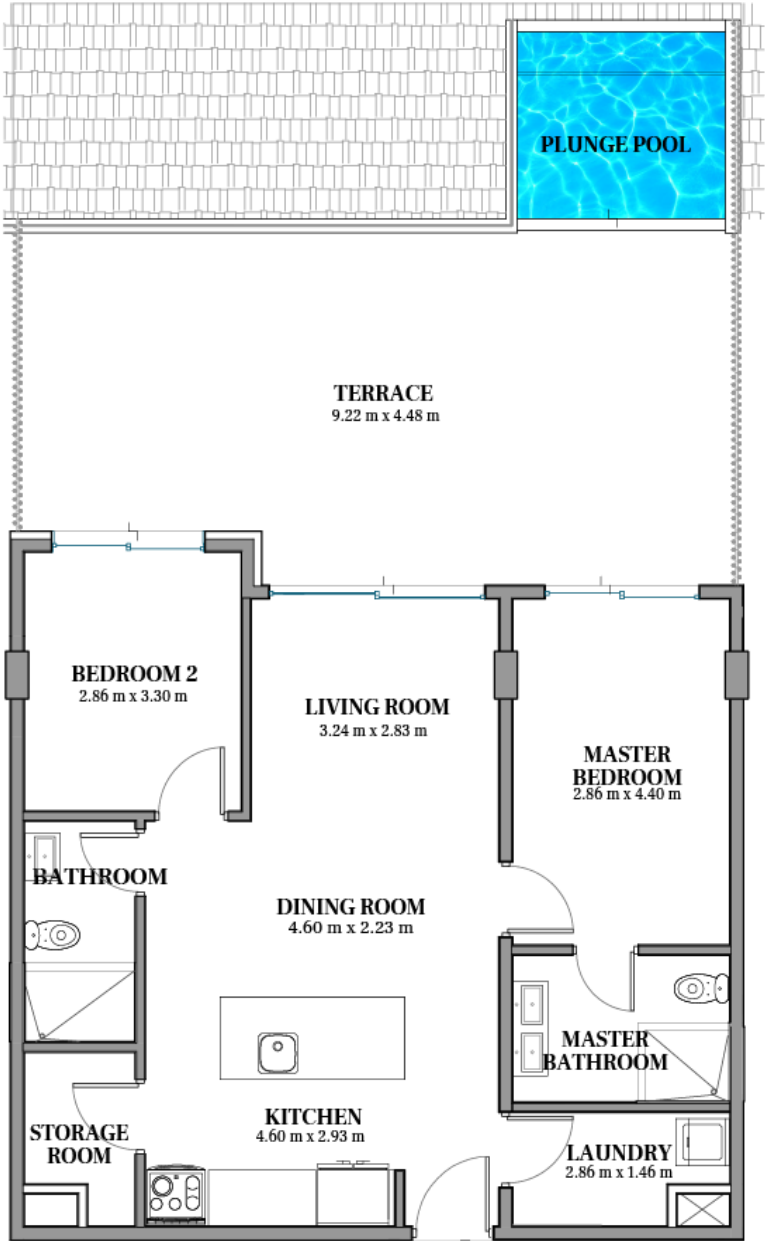 PLUNGE POOL
TERRACE
9.22 m x 4.48 m
BEDROOM 2
2.86 m x 3.30 m
LIVING ROOM
3.24 m x 2.83 m
MASTER
BEDROOM
2.86 m x 4.40 m
BATHROOM
DINING ROOM
4.60 m x 2.23 m
MASTER
BATHROOM
KITCHEN
4.60 m x 2.93 m
STORAGE
ROOM
LAUNDRY
2.86 m x 1.46 m